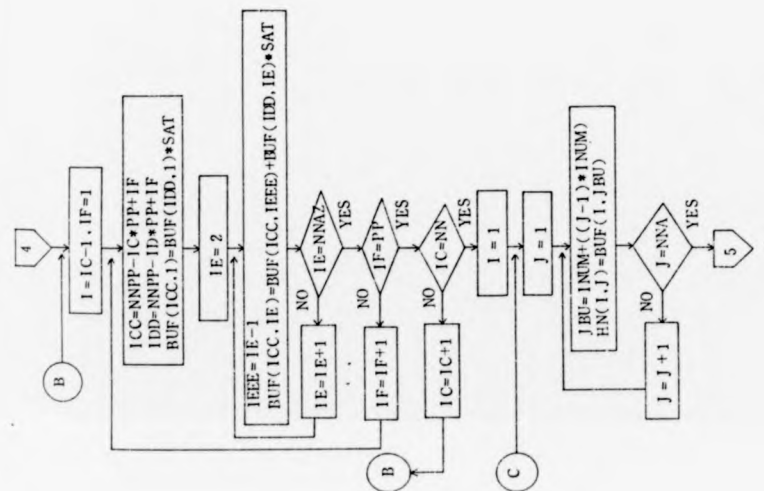 4
B
I=IC-1.IF=1
ICC=NNPP-IC*PP+IF
IDD=NNPP-ID*PP+IF
BUF(ICC.1)=BUF(IDD,1)*SAT
IE=2
IEEE=IE-1
BUF(ICC.IE)=BUF(ICC.IEEE)+BUF(IDD,IE)*SAT
IE=NNAZ
NO
YES
IE=IE+1
IF=PP
NO
YES
IF=IF+1
IC=NN
NO
YES
IC=IC+1
B
I=1
C
J=1
JBU=INUM+((J-1)*INUM)
HN(I.J)=BUF(I.JBU)
J=NNA
NO
YES
J=J+1
5